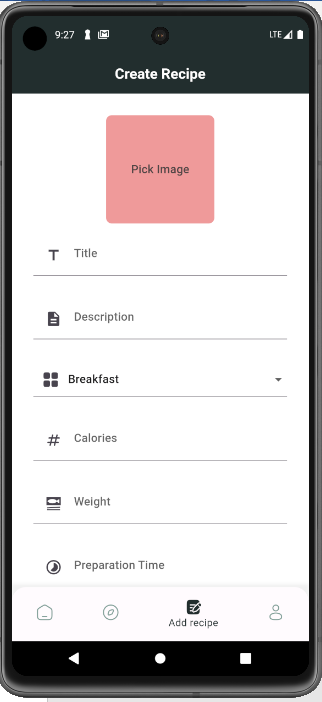 9:27
LTE
Create Recipe
Pick Image
Title
Description
Breakfast
Calories
Weight
Preparation Time
Add recipe